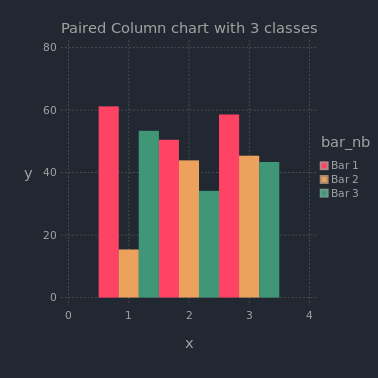 Paired Column chart with 3 classes
80
60
40
20
0
y
0 1 2 3 4
x
bar_nb
Bar 1
Bar 2
Bar 3